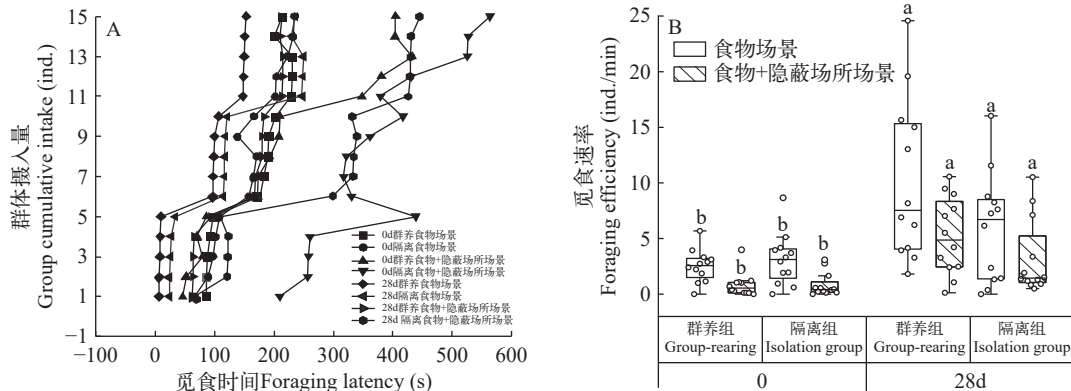 A
群体摄入量
Group cumulative intake (ind.)
15
13
11
9
7
5
3
1
−1
−100
0
100
200
300
400
500
600
觅食时间Foraging latency (s)
0d群养食物场景
0d隔离食物场景
0d群养食物+隐蔽场所场景
0d隔离食物+隐蔽场所场景
28d群养食物场景
28d隔离食物场景
28d群养食物+隐蔽场所场景
28d 隔离食物+隐蔽场所场景
B
觅食速率
Foraging efficiency (ind./min)
25
20
15
10
5
0
食物场景
食物+隐蔽场所场景
b
b
b
b
a
a
a
a
群养组
Group-rearing
隔离组
Isolation group
群养组
Group-rearing
隔离组
Isolation group
0
28d